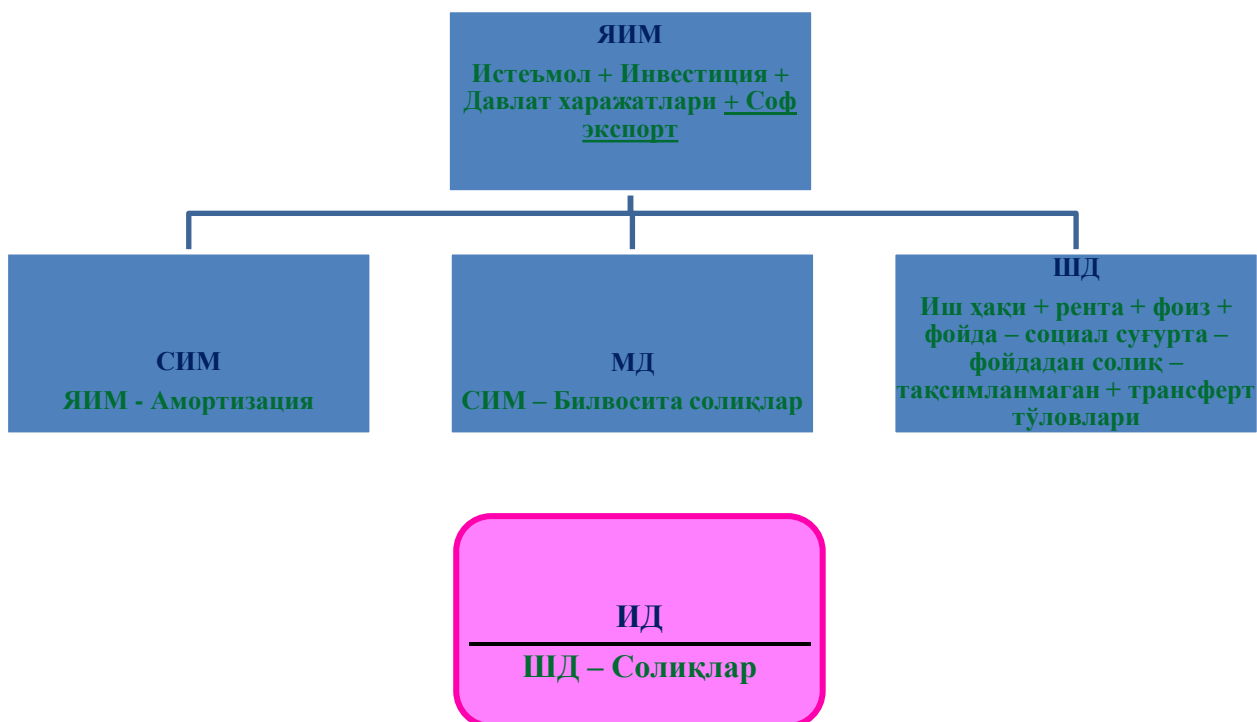 ЯИМ
Истеъмол + Инвестиция +
Давлат харажатлари + Соф
экспорт
СИМ
ЯИМ - Амортизация
МД
СИМ – Билвосита солиқлар
ШД
Иш ҳақи + рента + фоиз +
фойда – социал суғурта –
фойдадан солиқ –
тақсимланмаган + трансферт
тўловлари
ИД
ШД – Солиқлар